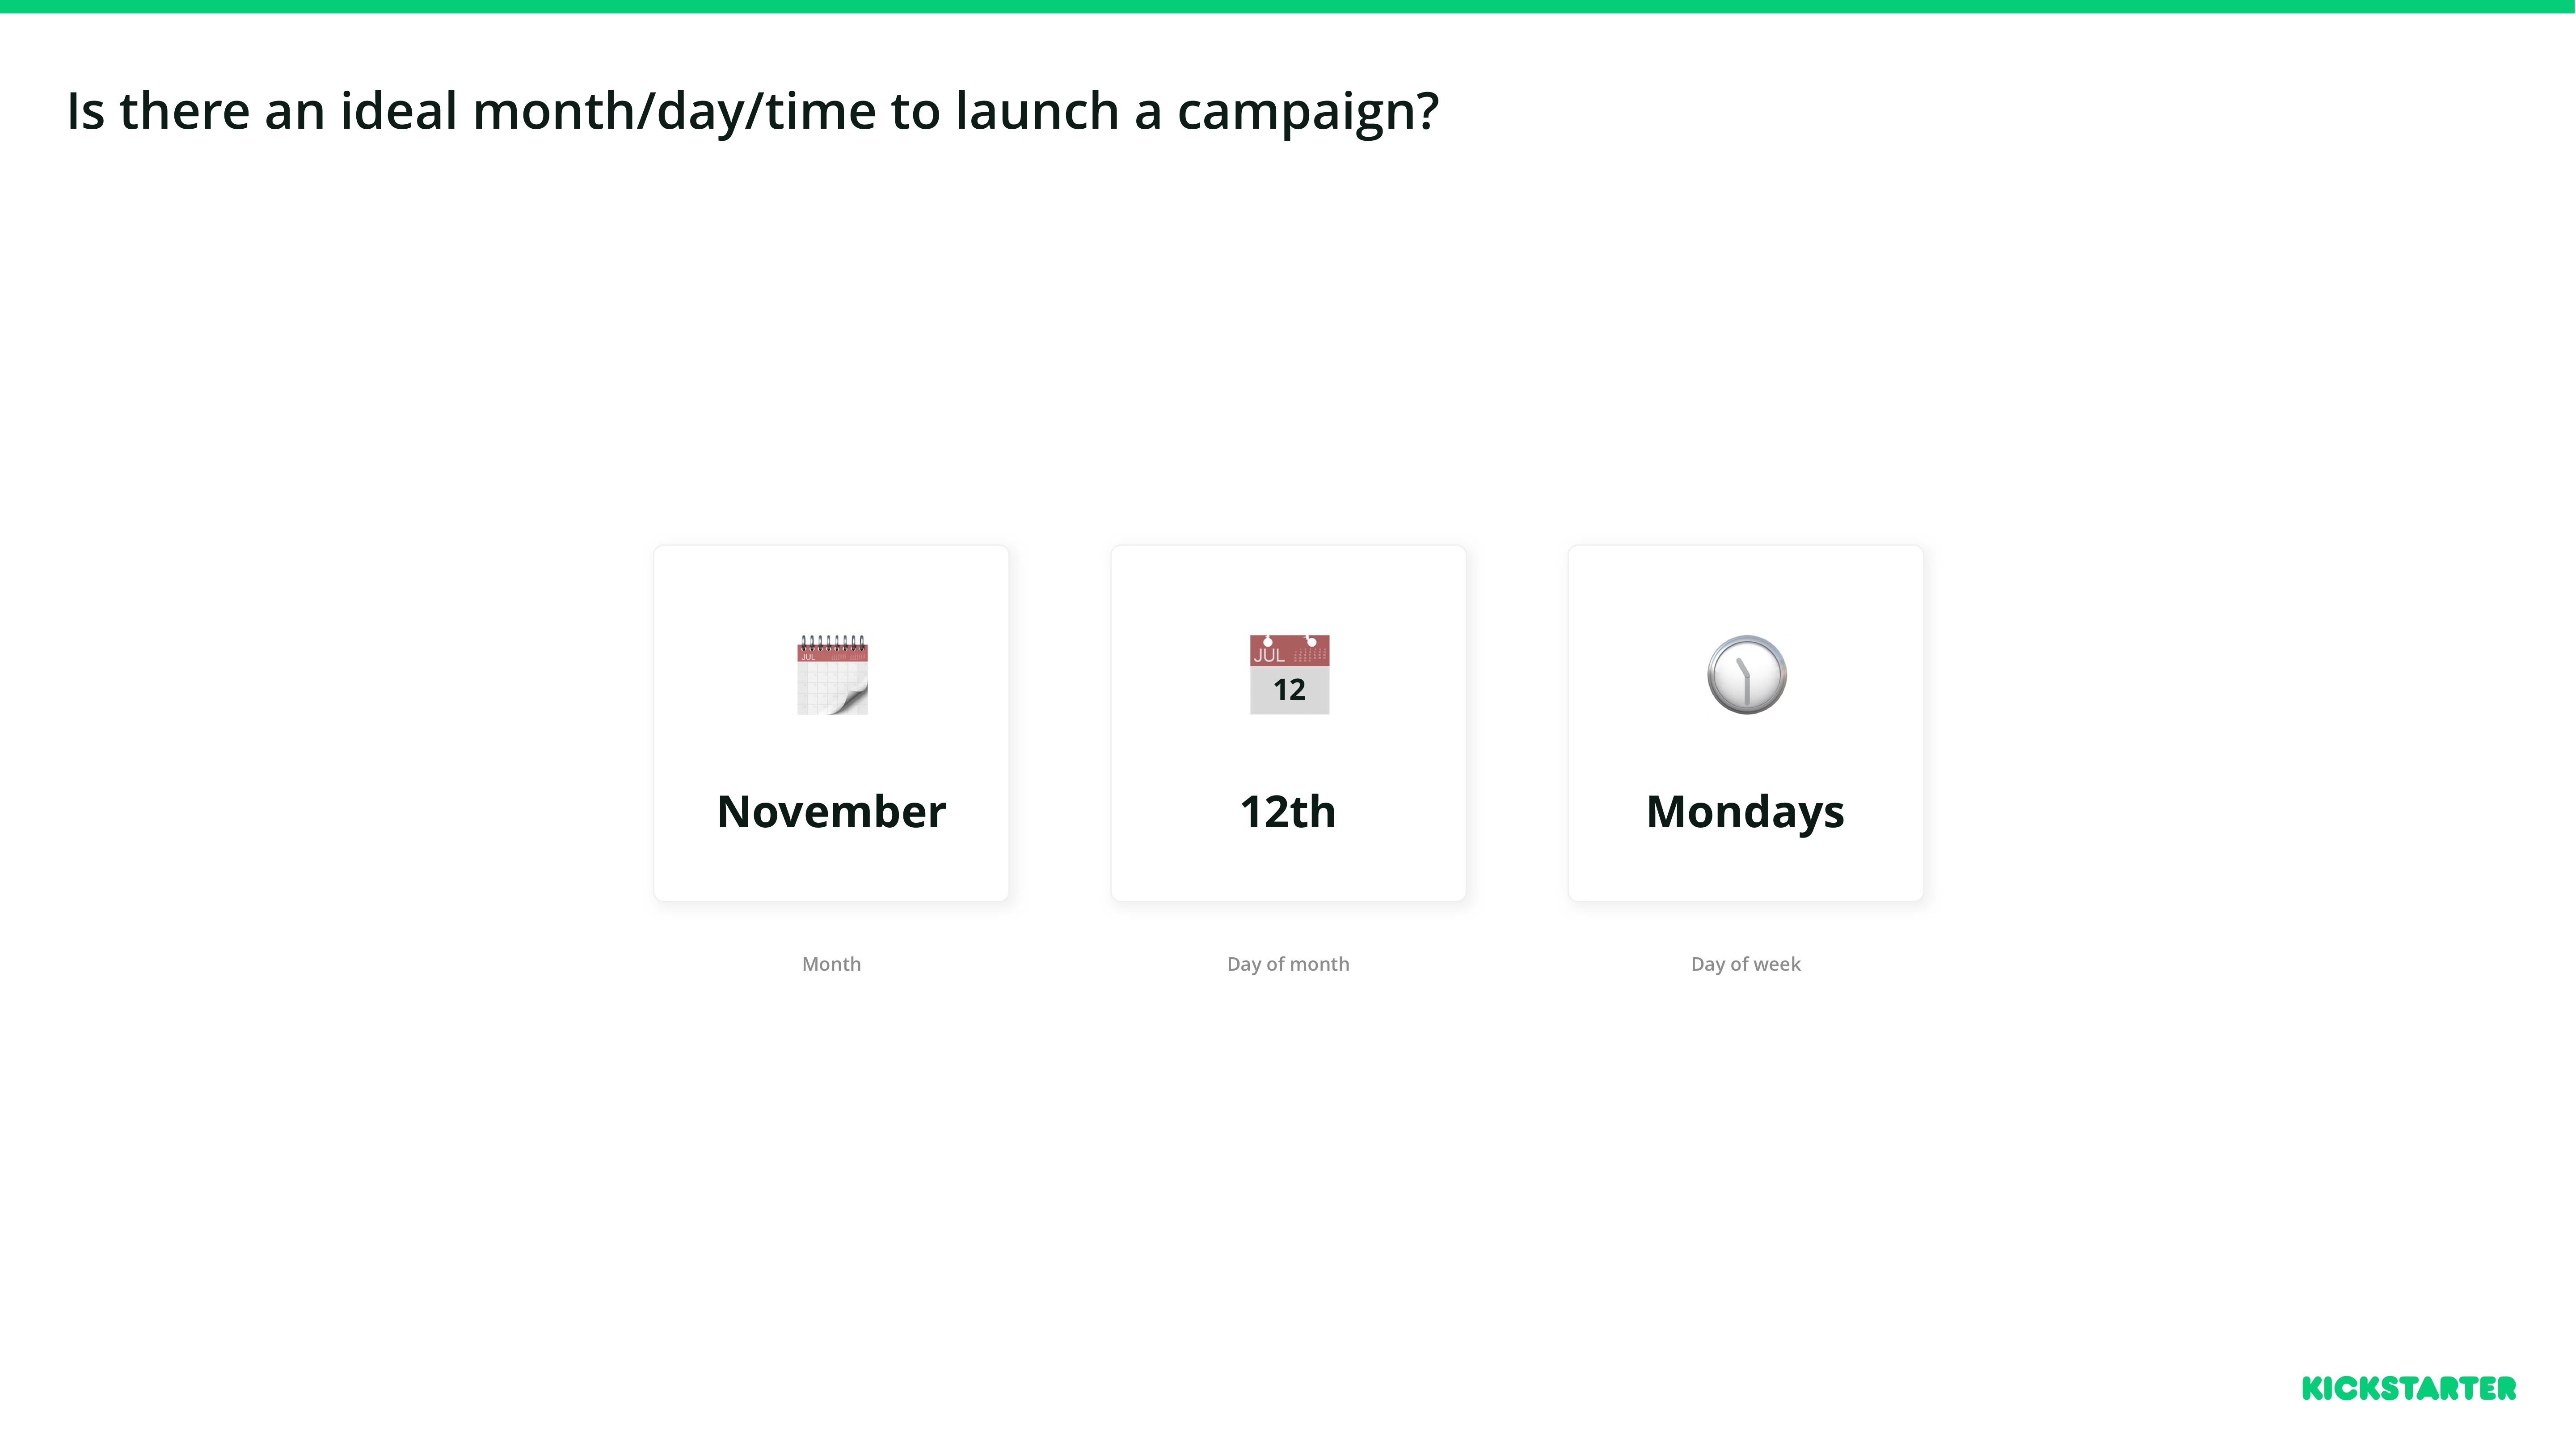 Is there an ideal month/day/time to launch a campaign?
JUL
JUL
12
November
12th
Mondays
Month
Day of month
Day of week
KICKSTARTER